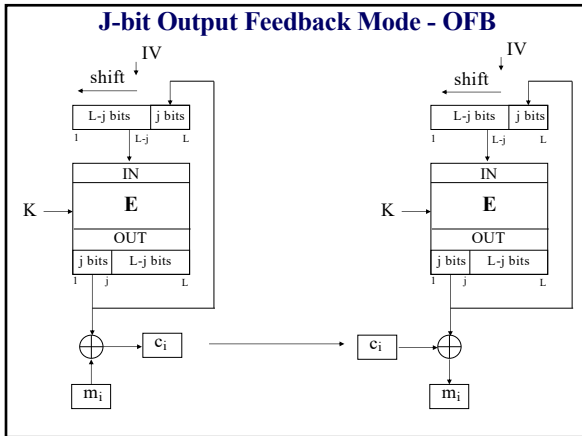 J-bit Output Feedback Mode - OFB
IV
shift
L-j bits j bits
1 L-j L
IN
K E
OUT
j bits L-j bits
1 j L
c i
m i
IV
shift
L-j bits j bits
1 L-j L
IN
K E
OUT
j bits L-j bits
1 j L
c i
m i